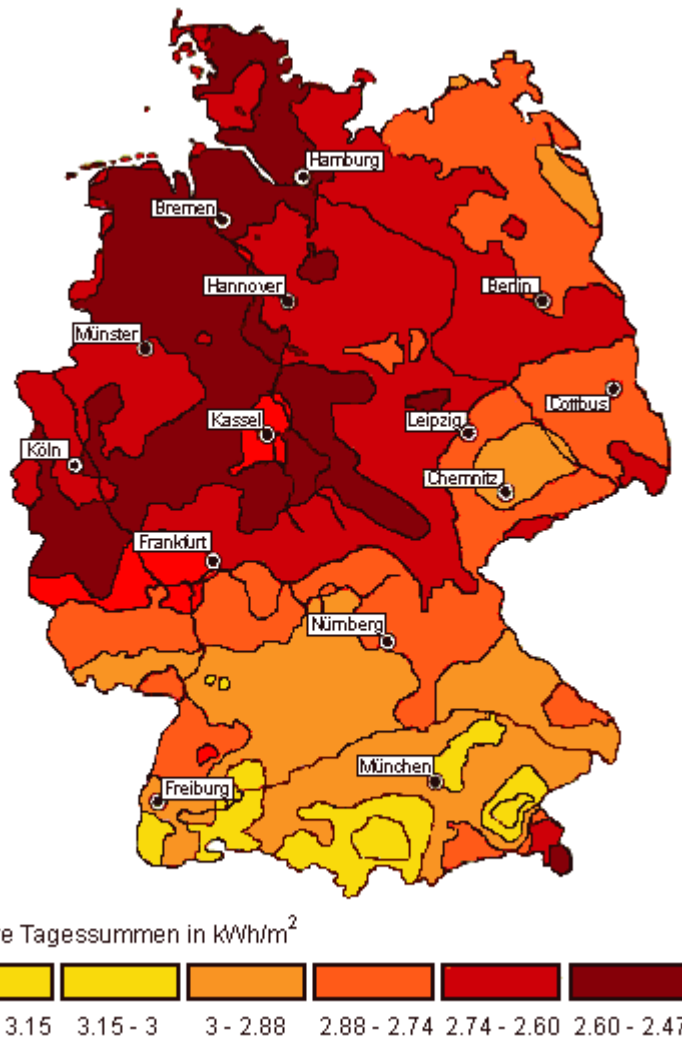 Hamburg
Bremen
Hannover
Berlin
Münster
Cottbus
Kassel
Leipzig
Köln
Chemnitz
Frankfurt
Nürnberg
München
Freiburg
e Tagessummen in kWh/m²
3.15 3.15 - 3 3 - 2.88 2.88 - 2.74 2.74 - 2.60 2.60 - 2.47